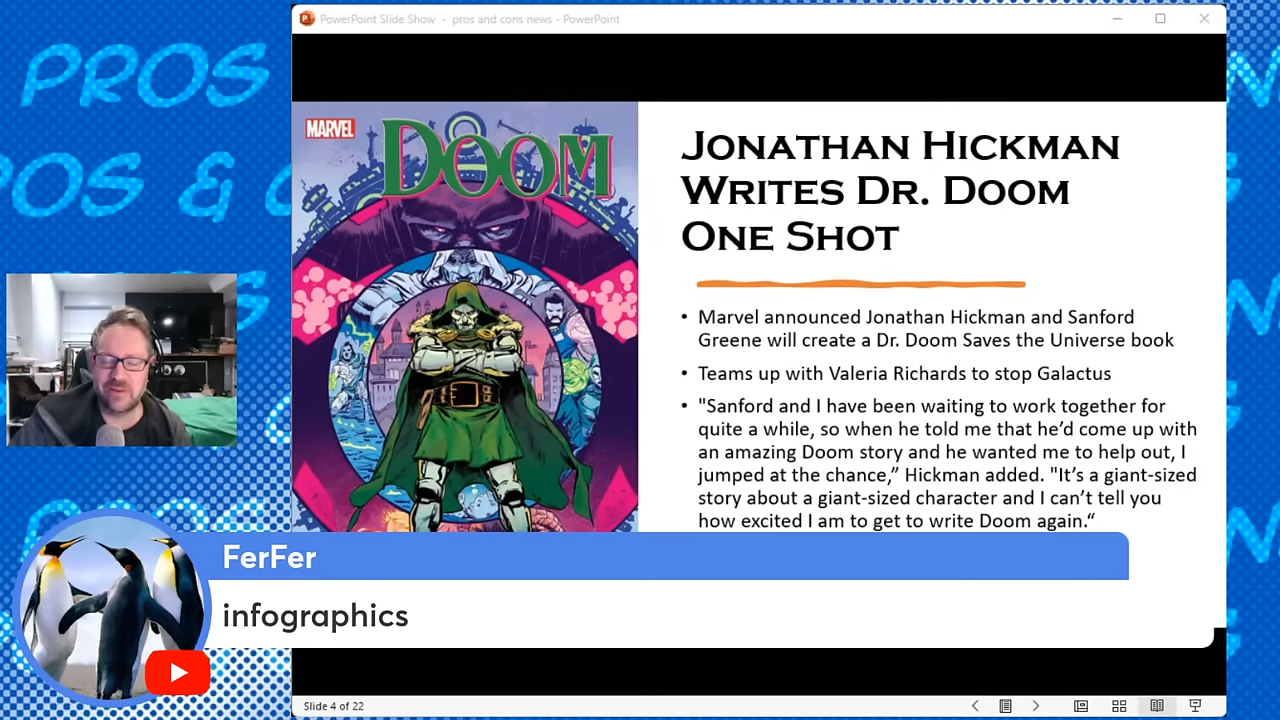 PowerPoint Slide Show - pros and cons news - PowerPoint
PROS
OS & C
MARVEL
DOOM
JONATHAN HICKMAN
WRITES DR. DOOM
ONE SHOT
• Marvel announced Jonathan Hickman and Sanford
Greene will create a Dr. Doom Saves the Universe book
• Teams up with Valeria Richards to stop Galactus
• "Sanford and I have been waiting to work together for
quite a while, so when he told me that he’d come up with
an amazing Doom story and he wanted me to help out, I
jumped at the chance,” Hickman added. "It’s a giant-sized
story about a giant-sized character and I can’t tell you
how excited I am to get to write Doom again.“
FerFer
infographics
Slide 4 of 22